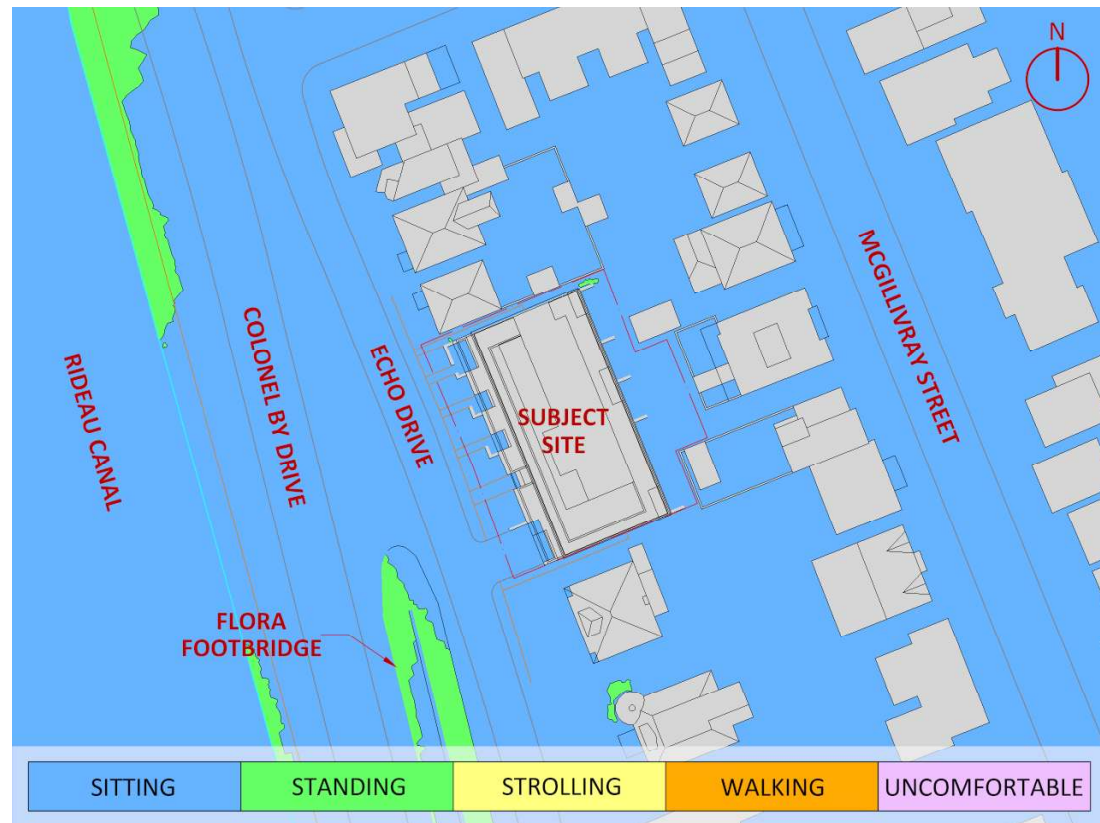 N
MCGILLIVRAY STREET
COLONEL BY DRIVE
ECHO DRIVE
RIDEAU CANAL
SUBJECT
SITE
FLORA
FOOTBRIDGE
SITTING
STANDING
STROLLING
WALKING
UNCOMFORTABLE